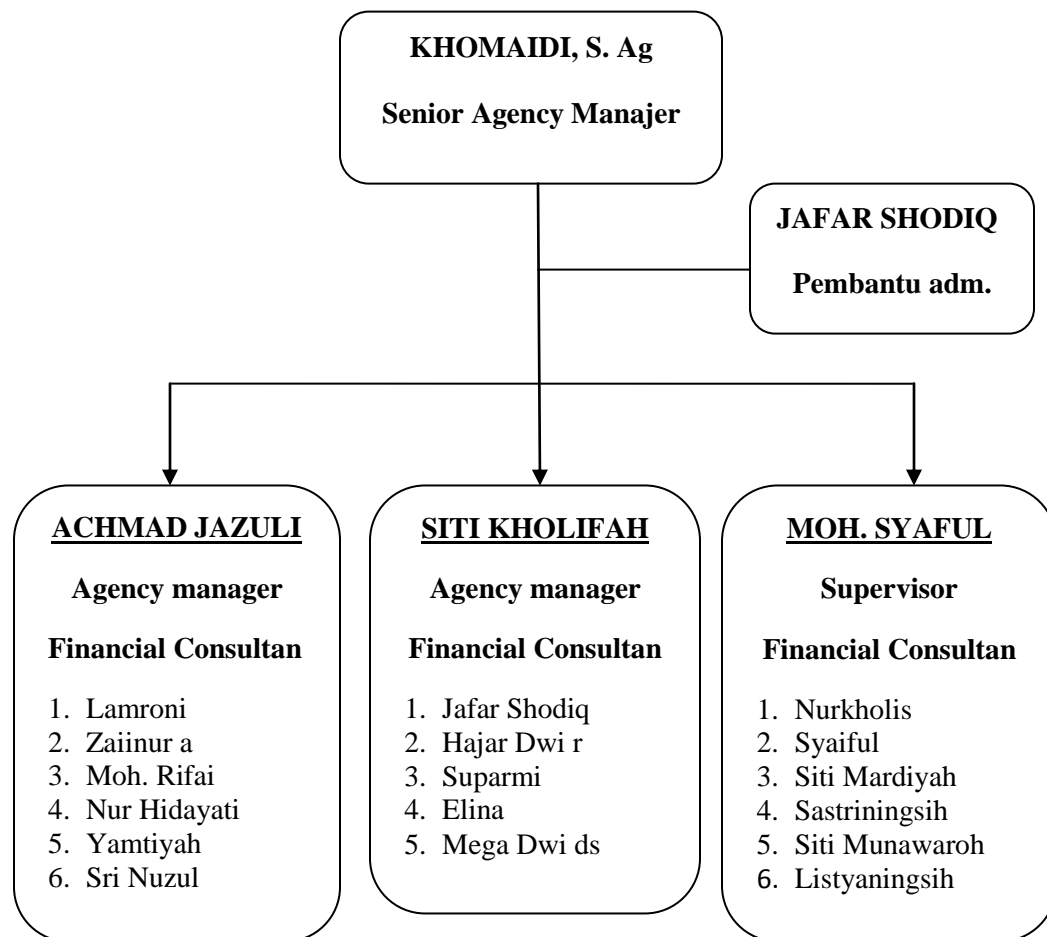 KHOMAIDI, S. Ag
Senior Agency Manajer
JAFAR SHODIQ
Pembantu adm.
ACHMAD JAZULI
Agency manager
Financial Consultan
1. Lamroni
2. Zaiinur a
3. Moh. Rifai
4. Nur Hidayati
5. Yamtiyah
6. Sri Nuzul
SITI KHOLIFAH
Agency manager
Financial Consultan
1. Jafar Shodiq
2. Hajar Dwi r
3. Suparmi
4. Elina
5. Mega Dwi ds
MOH. SYAFUL
Supervisor
Financial Consultan
1. Nurkholis
2. Syaiful
3. Siti Mardiyah
4. Sastriningsih
5. Siti Munawaroh
6. Listyaningsih